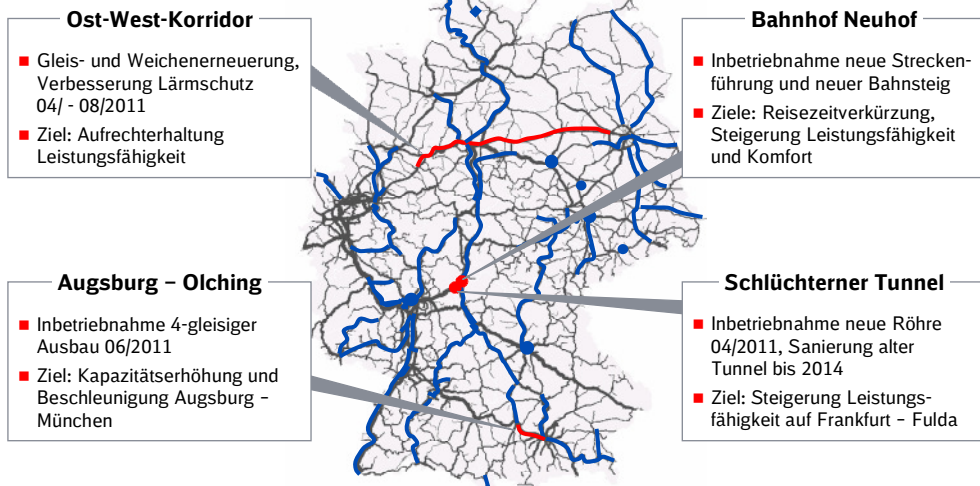 Ost-West-Korridor
Gleis- und Weichenerneuerung,
Verbesserung Lärmschutz
04/ - 08/2011
Ziel: Aufrechterhaltung
Leistungsfähigkeit
Bahnhof Neuhof
Inbetriebnahme neue Strecken-
führung und neuer Bahnsteig
Ziele: Reisezeitverkürzung,
Steigerung Leistungsfähigkeit
und Komfort
Augsburg – Olching
Inbetriebnahme 4-gleisiger
Ausbau 06/2011
Ziel: Kapazitätserhöhung und
Beschleunigung Augsburg –
München
Schlüchterner Tunnel
Inbetriebnahme neue Röhre
04/2011, Sanierung alter
Tunnel bis 2014
Ziel: Steigerung Leistungs-
fähigkeit auf Frankfurt – Fulda